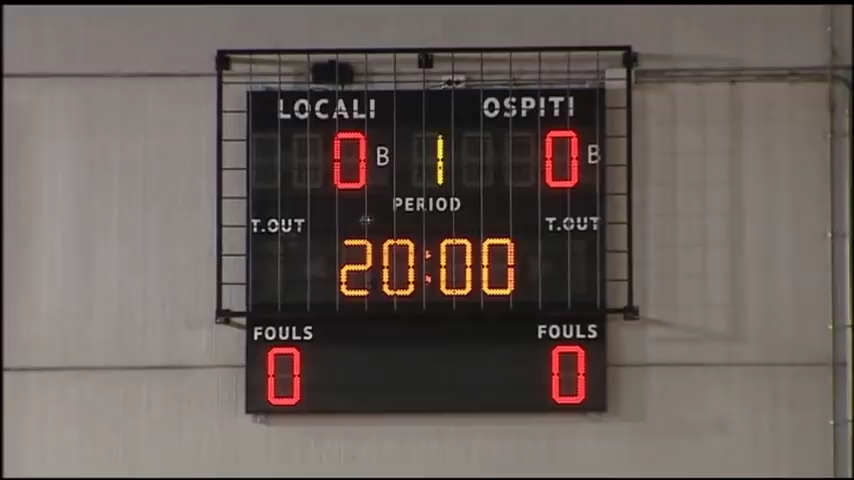 LOCALI OSPITI
0 B 1 0 B
PERIOD
T.OUT T.OUT
20:00
FOULS FOULS
0 0